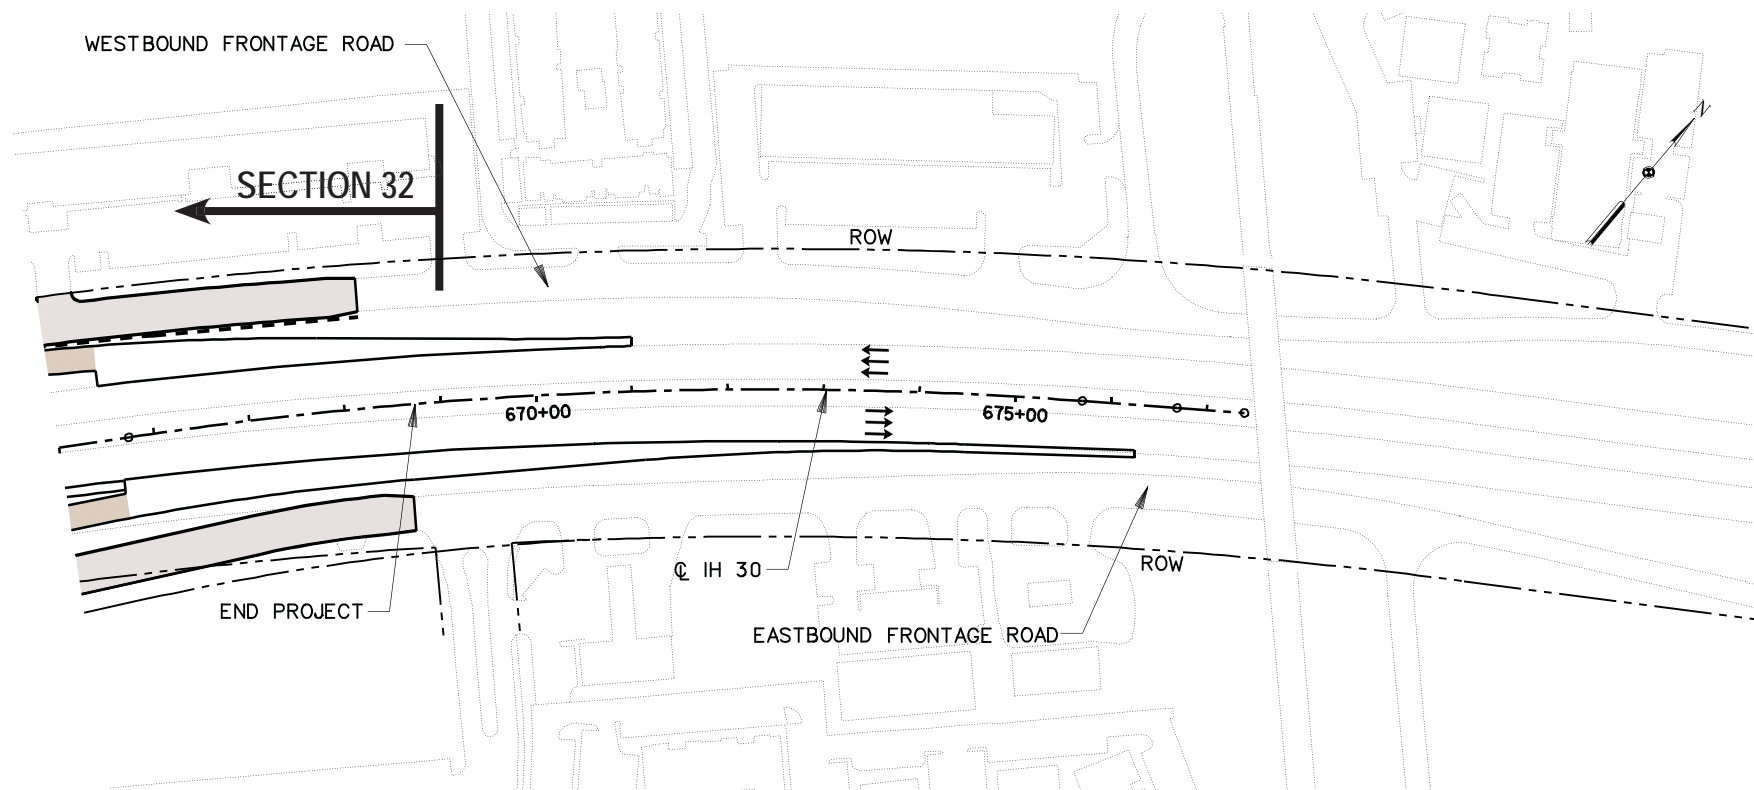 WESTBOUND FRONTAGE ROAD
N
SECTION 32
ROW
670+00
675+00
℄ IH 30
ROW
END PROJECT
EASTBOUND FRONTAGE ROAD